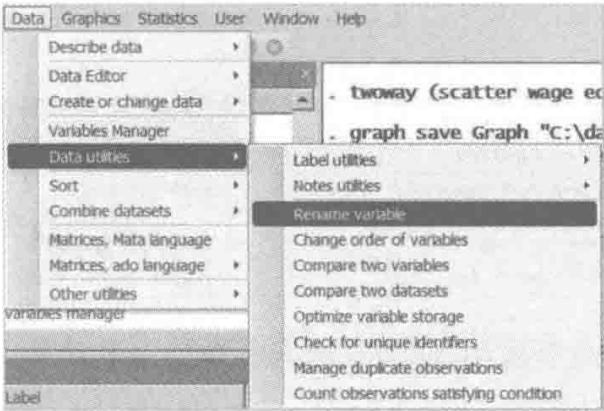 Data Graphics Statistics User Window Help
Describe data
Data Editor
Create or change data
Variables Manager
Data utilities
Sort
Combine datasets
Matrices, Mata language
Matrices, ado language
Other utilities
variables manager
Label
. twoway (scatter wage ed
. graph save Graph "C:\da
Label utilities
Notes utilities
Rename variable
Change order of variables
Compare two variables
Compare two datasets
Optimize variable storage
Check for unique identifiers
Manage duplicate observations
Count observations satisfying condition